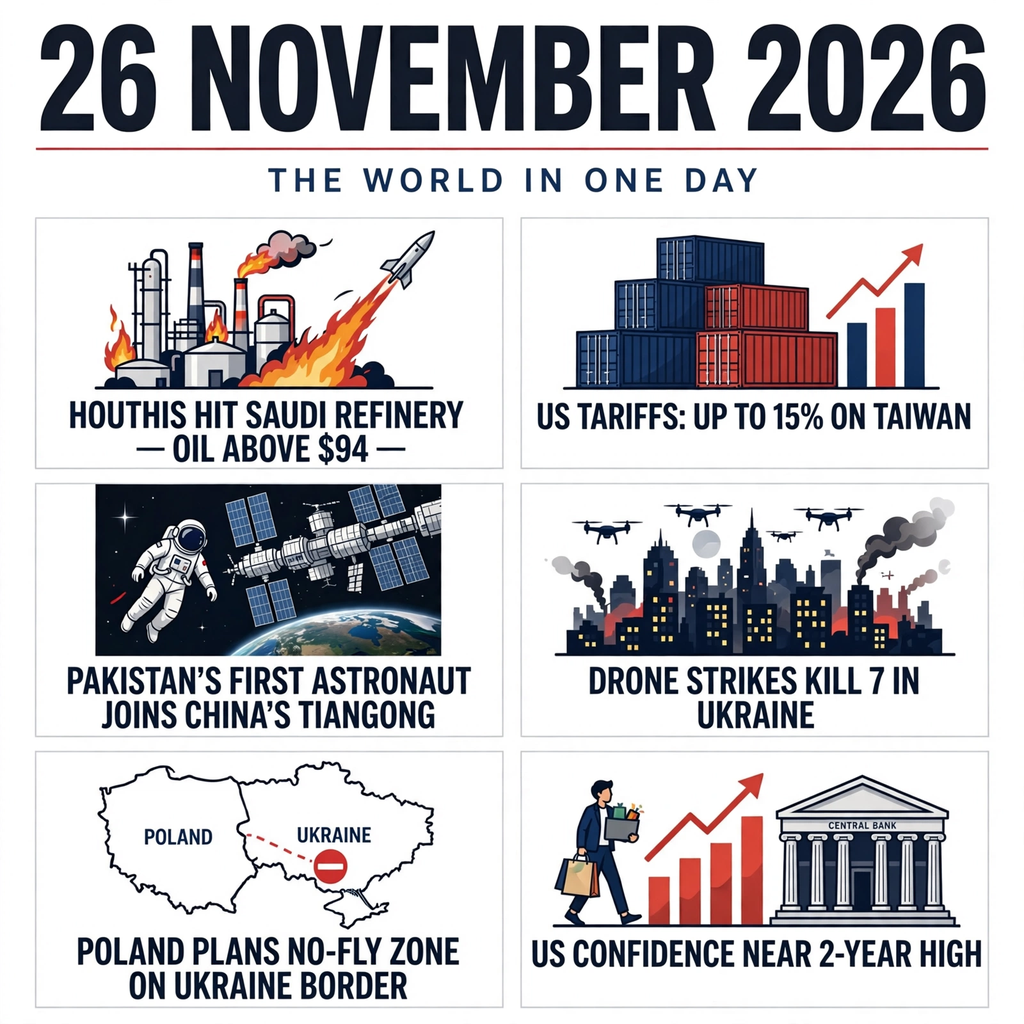 26 NOVEMBER 2026
THE WORLD IN ONE DAY
HOUTHIS HIT SAUDI REFINERY
— OIL ABOVE $94 —
US TARIFFS: UP TO 15% ON TAIWAN
PAKISTAN'S FIRST ASTRONAUT
JOINS CHINA'S TIANGONG
DRONE STRIKES KILL 7 IN
UKRAINE
POLAND
UKRAINE
POLAND PLANS NO-FLY ZONE
ON UKRAINE BORDER
CENTRAL BANK
US CONFIDENCE NEAR 2-YEAR HIGH